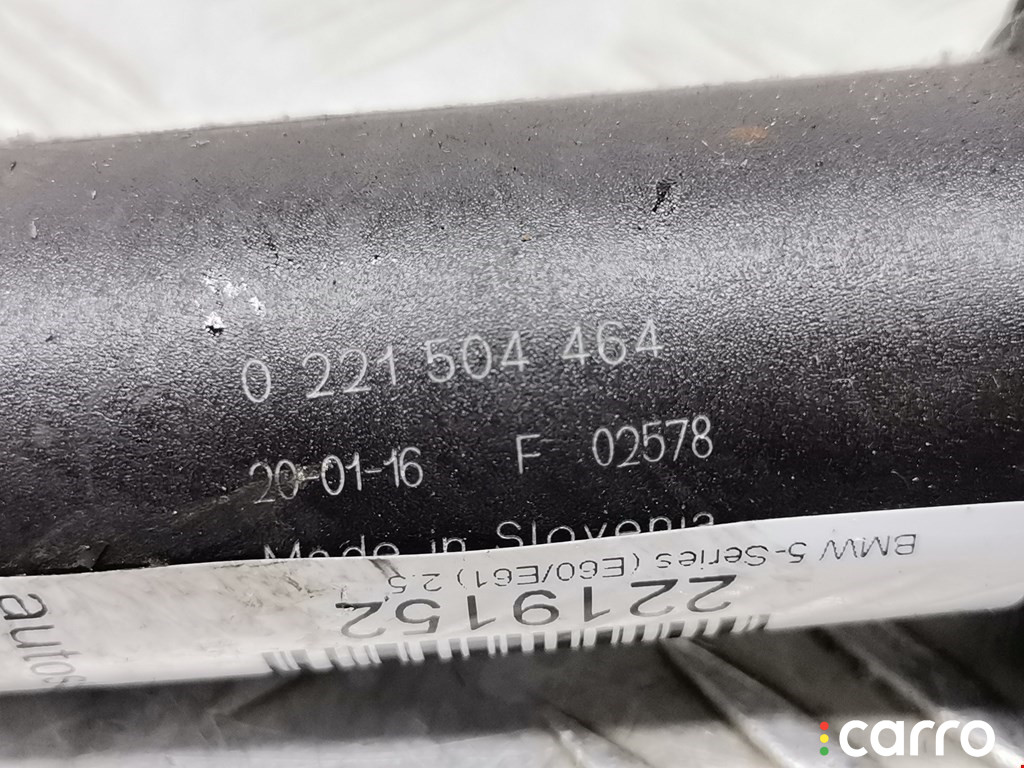 0 221 504 464
20-01-16 F 02578
Made in Slovenia
BMW 5-Series (E60/E61) 2.5
2219152
autos
carro